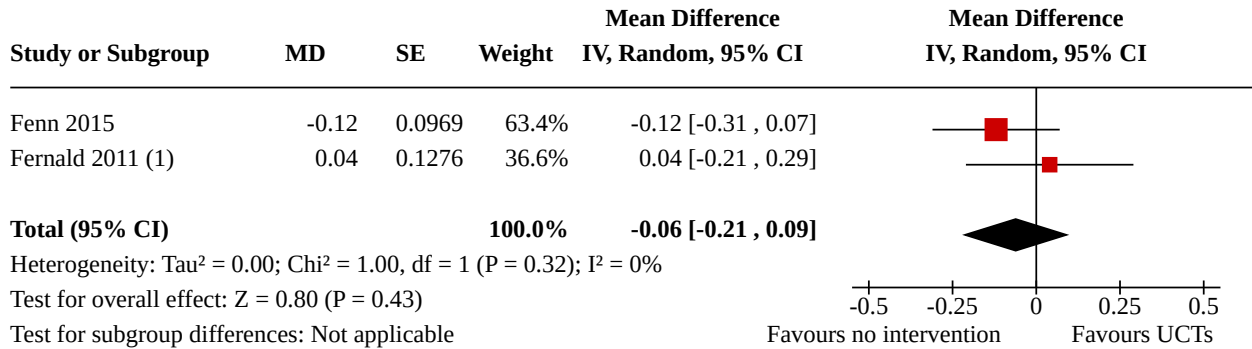 Mean Difference Mean Difference
Study or Subgroup MD SE Weight IV, Random, 95% CI IV, Random, 95% CI
Fenn 2015 -0.12 0.0969 63.4% -0.12 [-0.31 , 0.07]
Fernald 2011 (1) 0.04 0.1276 36.6% 0.04 [-0.21 , 0.29]
Total (95% CI) 100.0% -0.06 [-0.21 , 0.09]
Heterogeneity: Tau² = 0.00; Chi² = 1.00, df = 1 (P = 0.32); I² = 0%
Test for overall effect: Z = 0.80 (P = 0.43) -0.5 -0.25 0 0.25 0.5
Test for subgroup differences: Not applicable Favours no intervention Favours UCTs